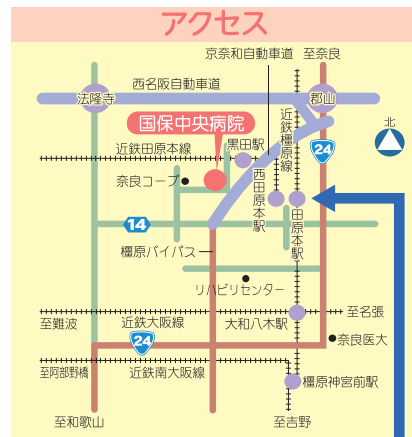 アクセス
京奈和自動車道
至奈良
西名阪自動車道
法隆寺
郡山
国保中央病院
近鉄橿原線
北
近鉄田原本線
黒田駅
24
奈良コープ
西田原本駅
田原本駅
14
橿原バイパス
リハビリセンター
至名張
至難波
近鉄大阪線
大和八木駅
24
奈良医大
至阿部野橋
近鉄南大阪線
橿原神宮前駅
至和歌山
至吉野